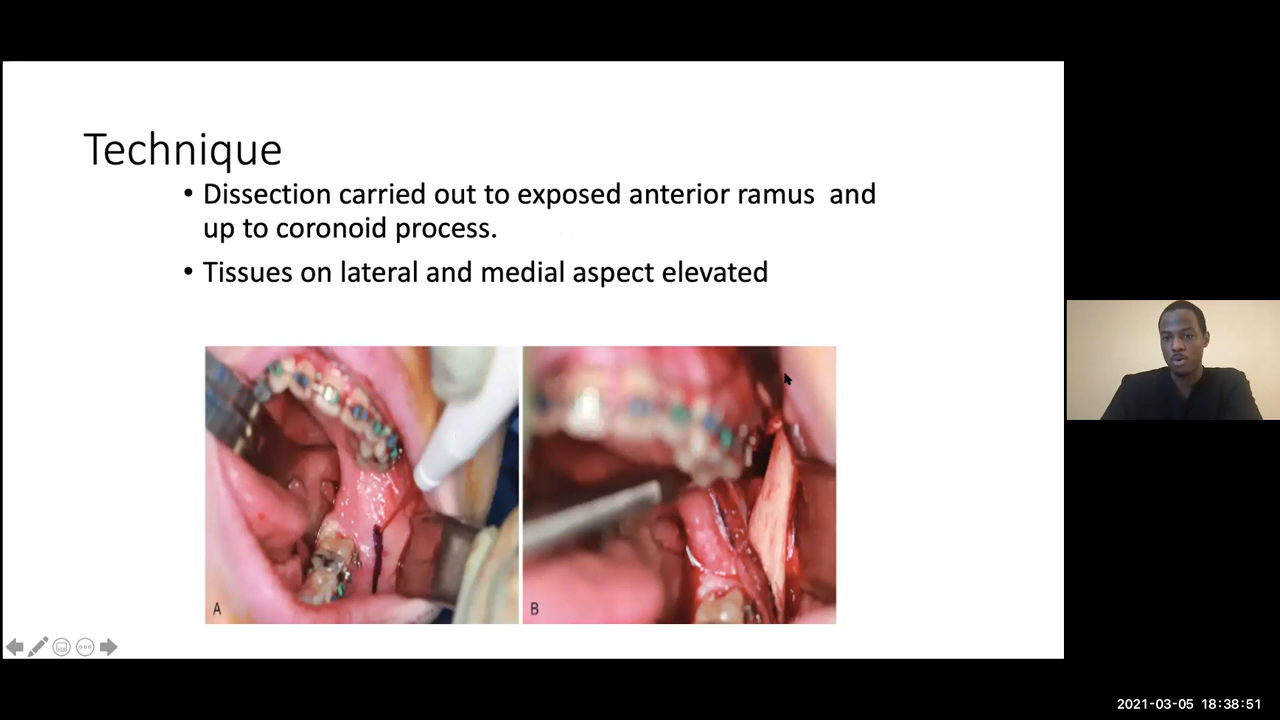 Technique
• Dissection carried out to exposed anterior ramus  and
up to coronoid process.
• Tissues on lateral and medial aspect elevated
A
B
2021-03-05 18:38:51